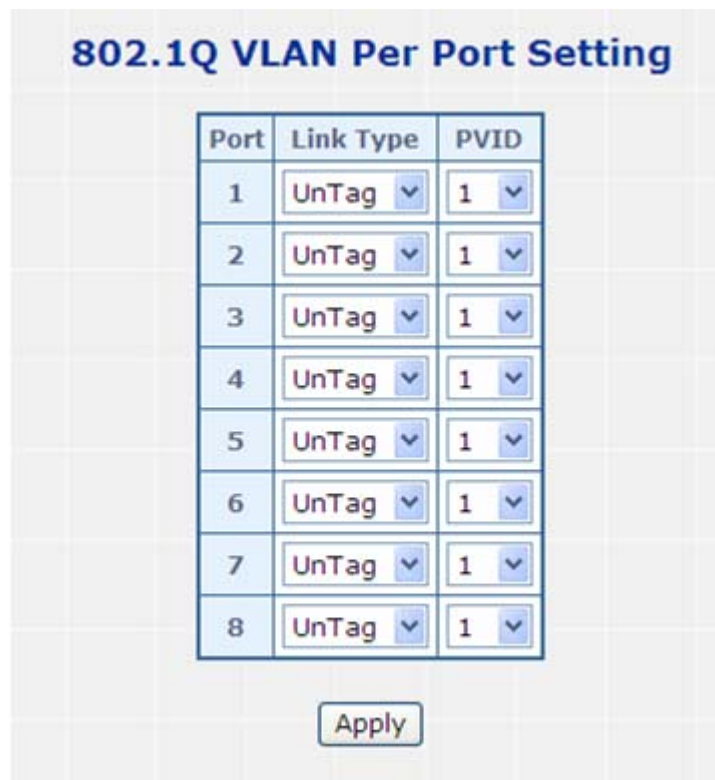 802.1Q VLAN Per Port Setting
Port Link Type PVID
1 UnTag 1
2 UnTag 1
3 UnTag 1
4 UnTag 1
5 UnTag 1
6 UnTag 1
7 UnTag 1
8 UnTag 1
Apply